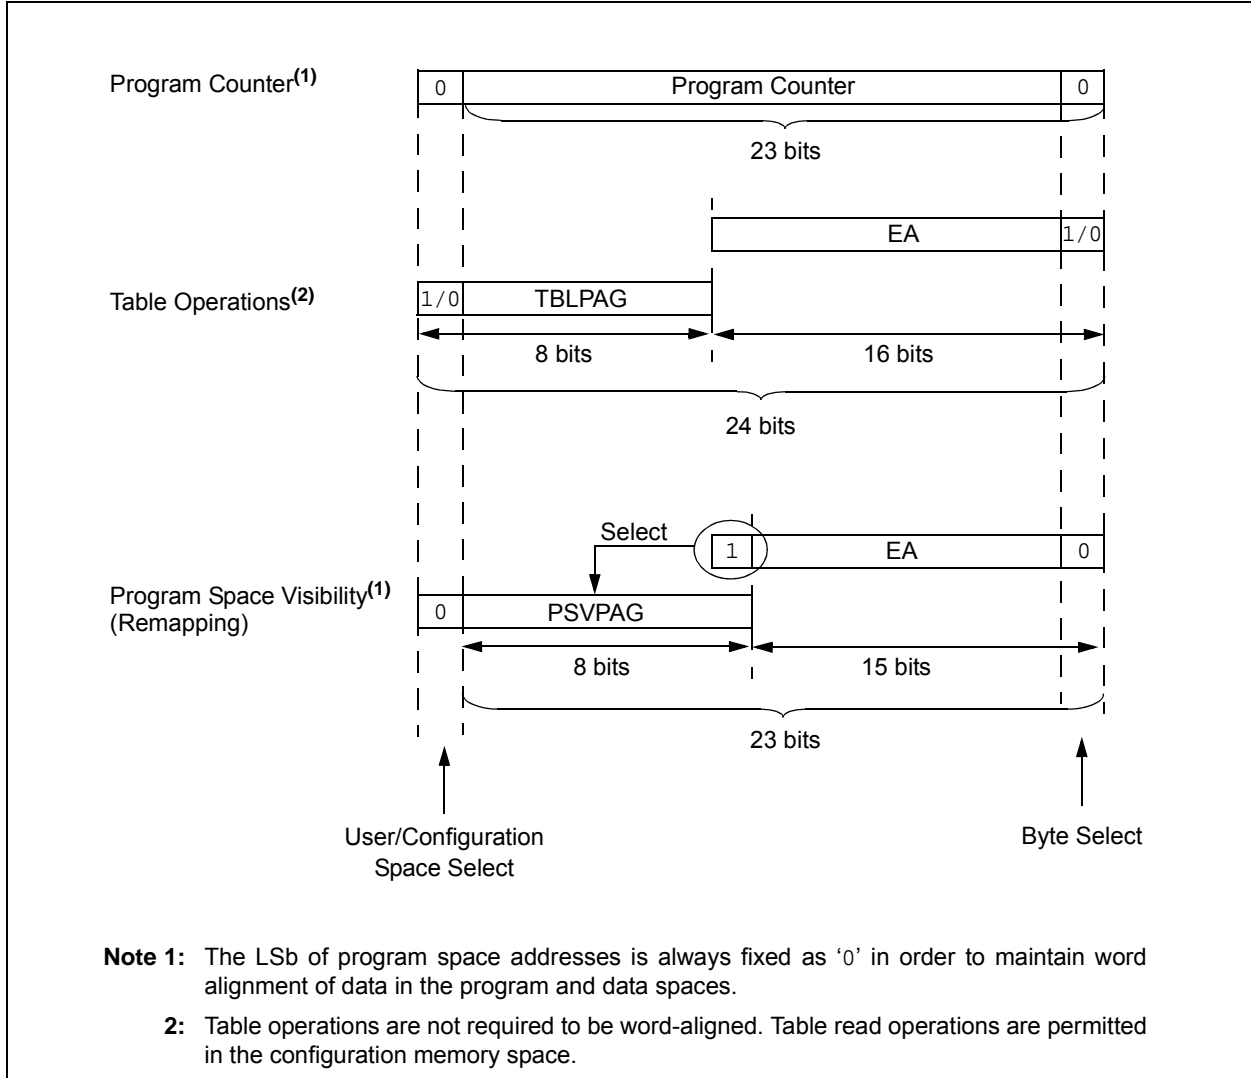 Program Counter(1)
0
Program Counter
0
23 bits
EA
1/0
Table Operations(2)
1/0
TBLPAG
8 bits
16 bits
24 bits
Select
1
EA
0
Program Space Visibility(1)
(Remapping)
0
PSVPAG
8 bits
15 bits
23 bits
User/Configuration
Space Select
Byte Select
Note 1: The LSb of program space addresses is always fixed as ‘0’ in order to maintain word
alignment of data in the program and data spaces.
2: Table operations are not required to be word-aligned. Table read operations are permitted
in the configuration memory space.